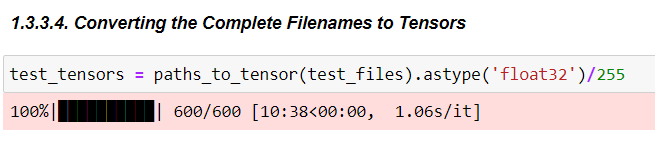 1.3.3.4. Converting the Complete Filenames to Tensors
test_tensors = paths_to_tensor(test_files).astype('float32')/255
100%|██████████| 600/600 [10:38<00:00,  1.06s/it]